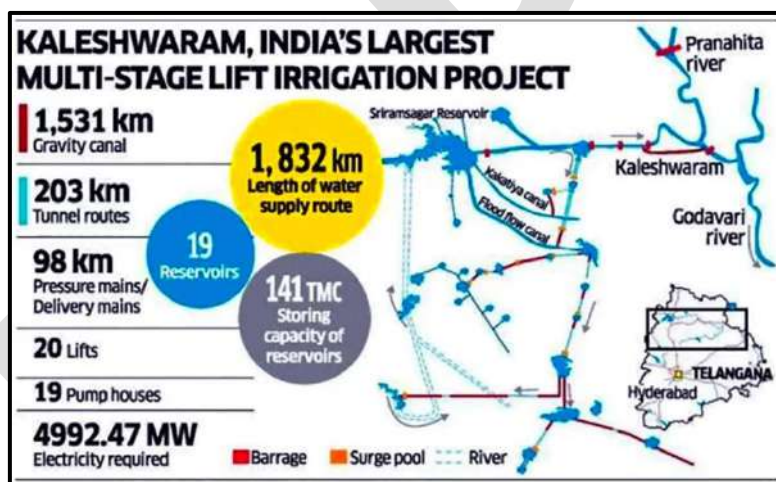 KALESHWARAM, INDIA'S LARGEST
MULTI-STAGE LIFT IRRIGATION PROJECT
1,531 km
Gravity canal
203 km
Tunnel routes
98 km
Pressure mains/
Delivery mains
20 Lifts
19 Pump houses
4992.47 MW
Electricity required
1, 832 km
Length of water
supply route
19
Reservoirs
141 TMC
Storing
capacity of
reservoirs
Sriramsagar Reservoir
Kakatiya canal
Flood flow canal
Pranahita
river
Kaleshwaram
Godavari
river
TELANGANA
Hyderabad
Barrage
Surge pool
River